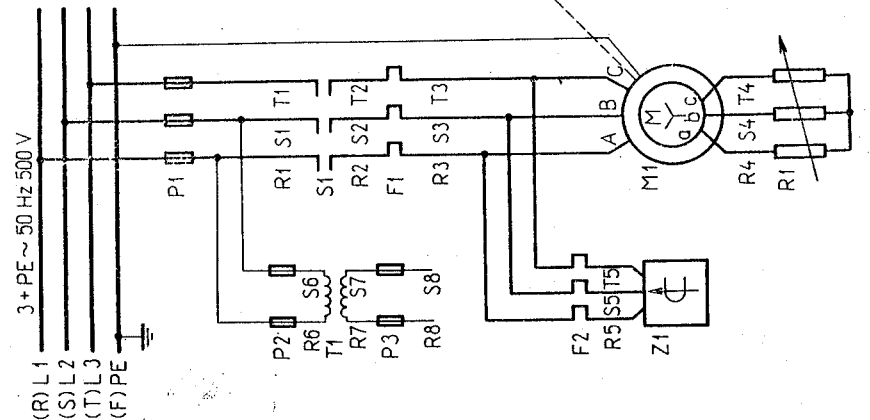 3+PE~50 Hz 500 V
(R) L1
(S) L2
(T) L3
(F) PE
P1
R1
S1
T1
S1
R2
S2
T2
F1
R3
S3
T3
A
B
C
M
a
b
c
M1
R4
S4
T4
R1
P2
R6
S6
T1
R7
S7
P3
R8
S8
F2
R5
S5
T5
Z1